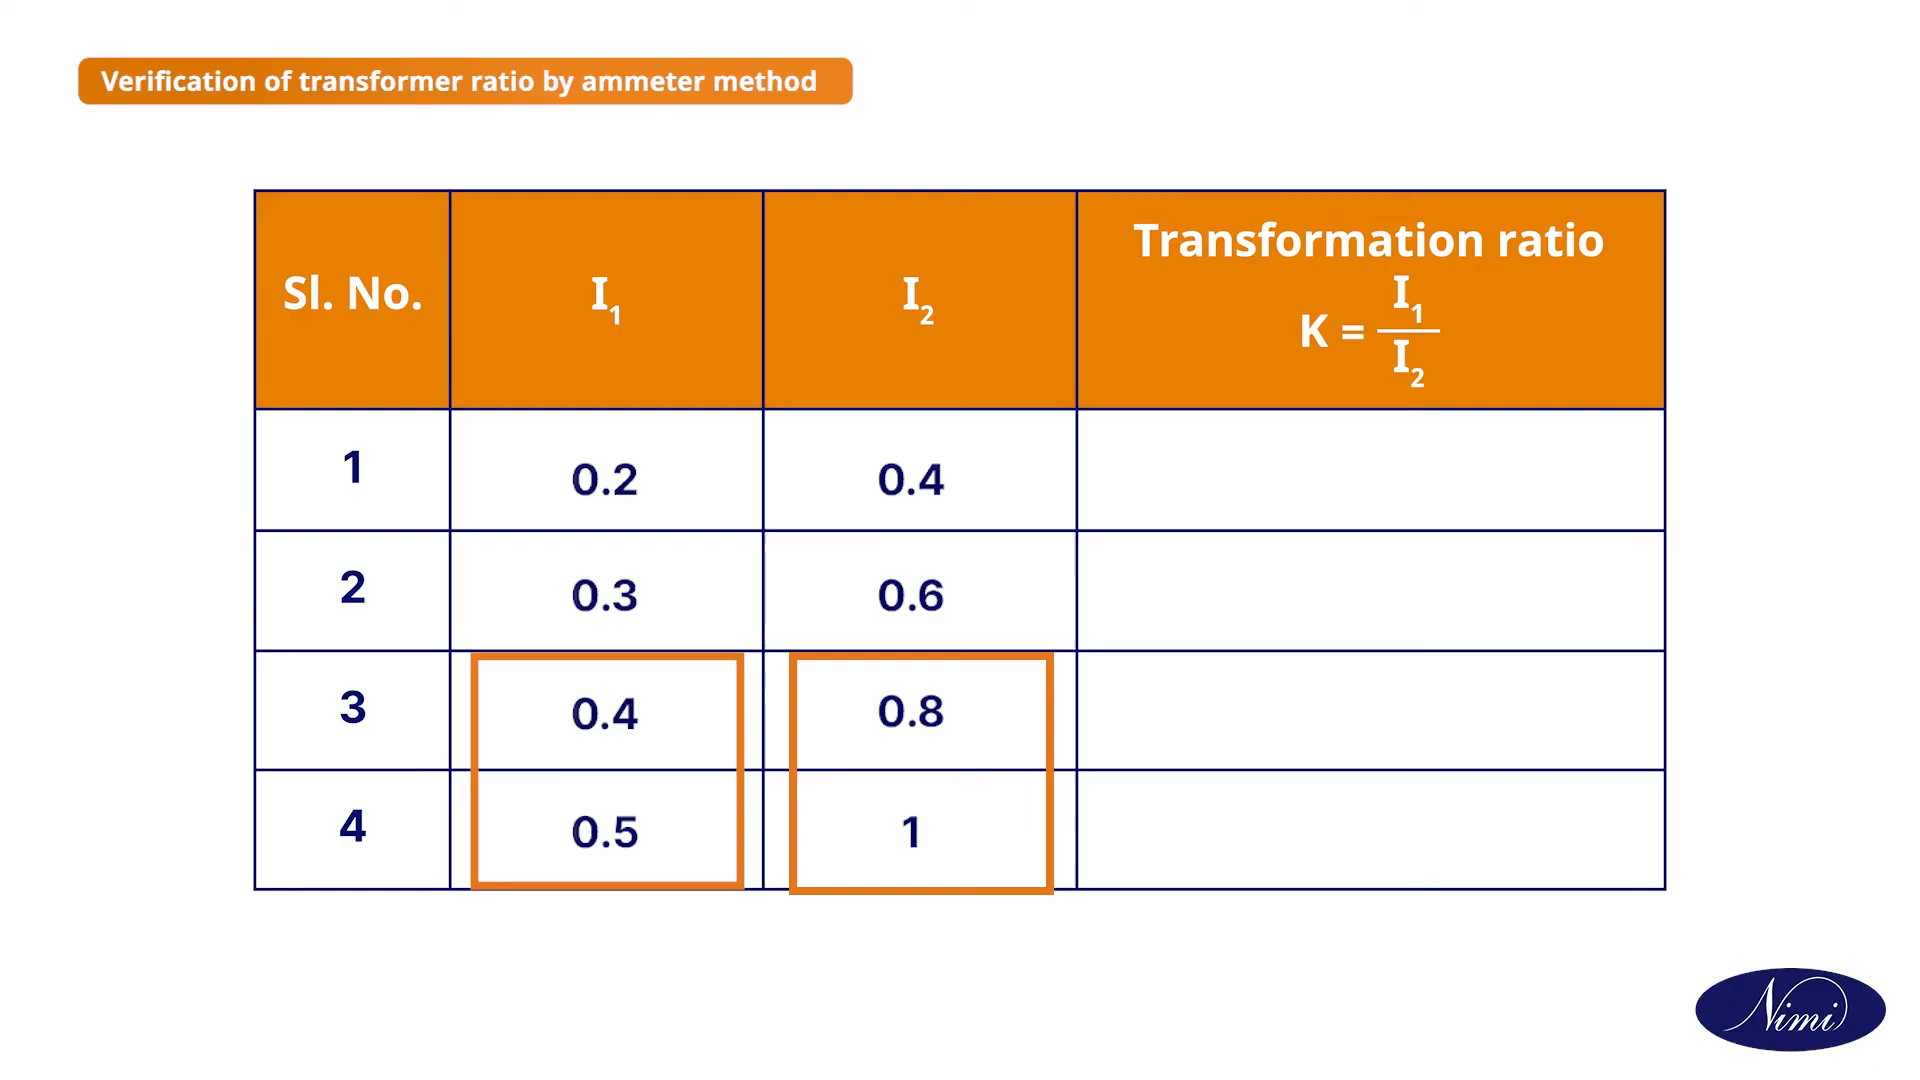 Verification of transformer ratio by ammeter method
Sl. No. I₁ I₂ Transformation ratio K = I₁ / I₂
1 0.2 0.4
2 0.3 0.6
3 0.4 0.8
4 0.5 1
Nimi